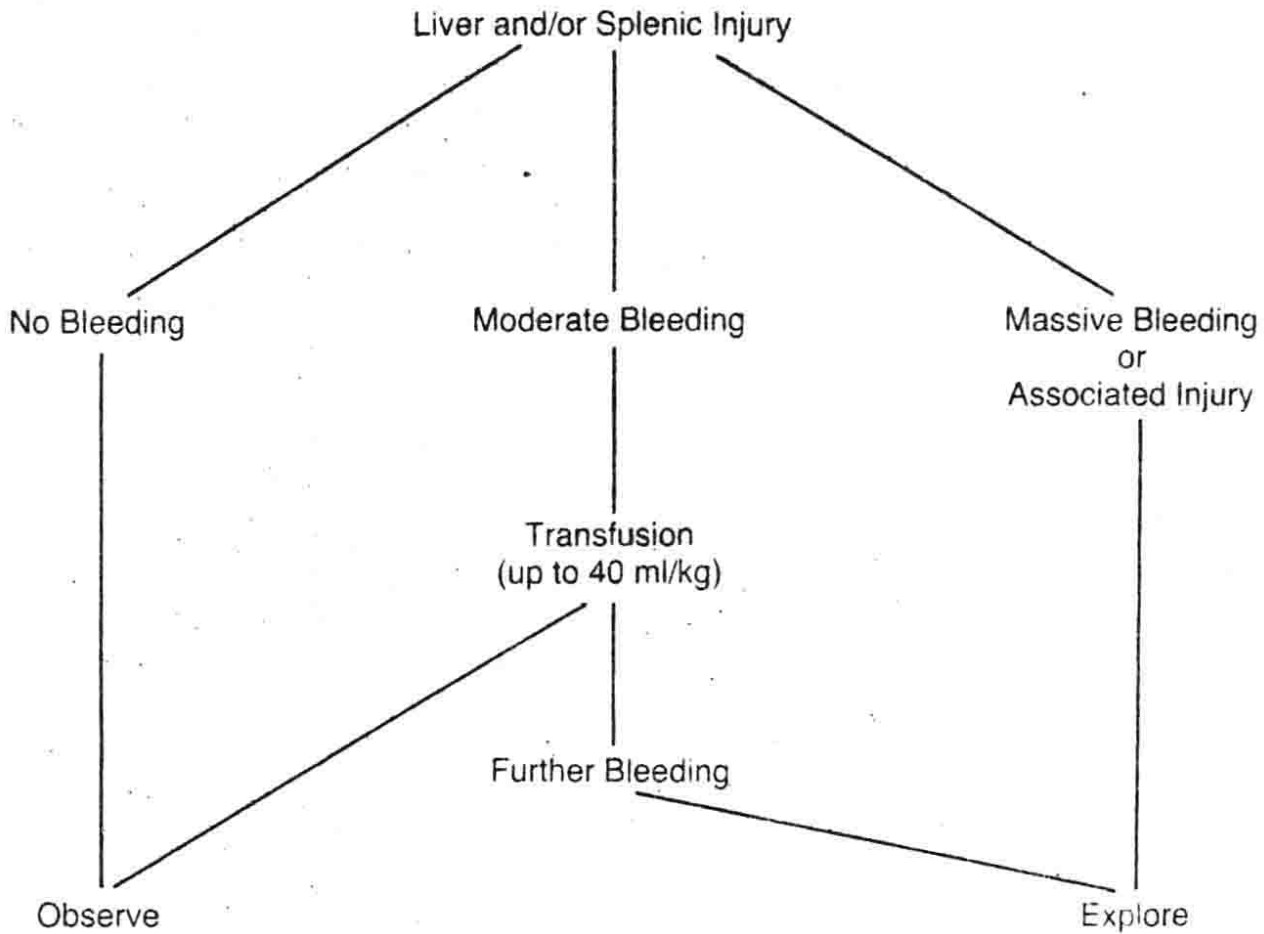 Liver and/or Splenic Injury
No Bleeding
Moderate Bleeding
Massive Bleeding
or
Associated Injury
Transfusion
(up to 40 ml/kg)
Further Bleeding
Observe
Explore